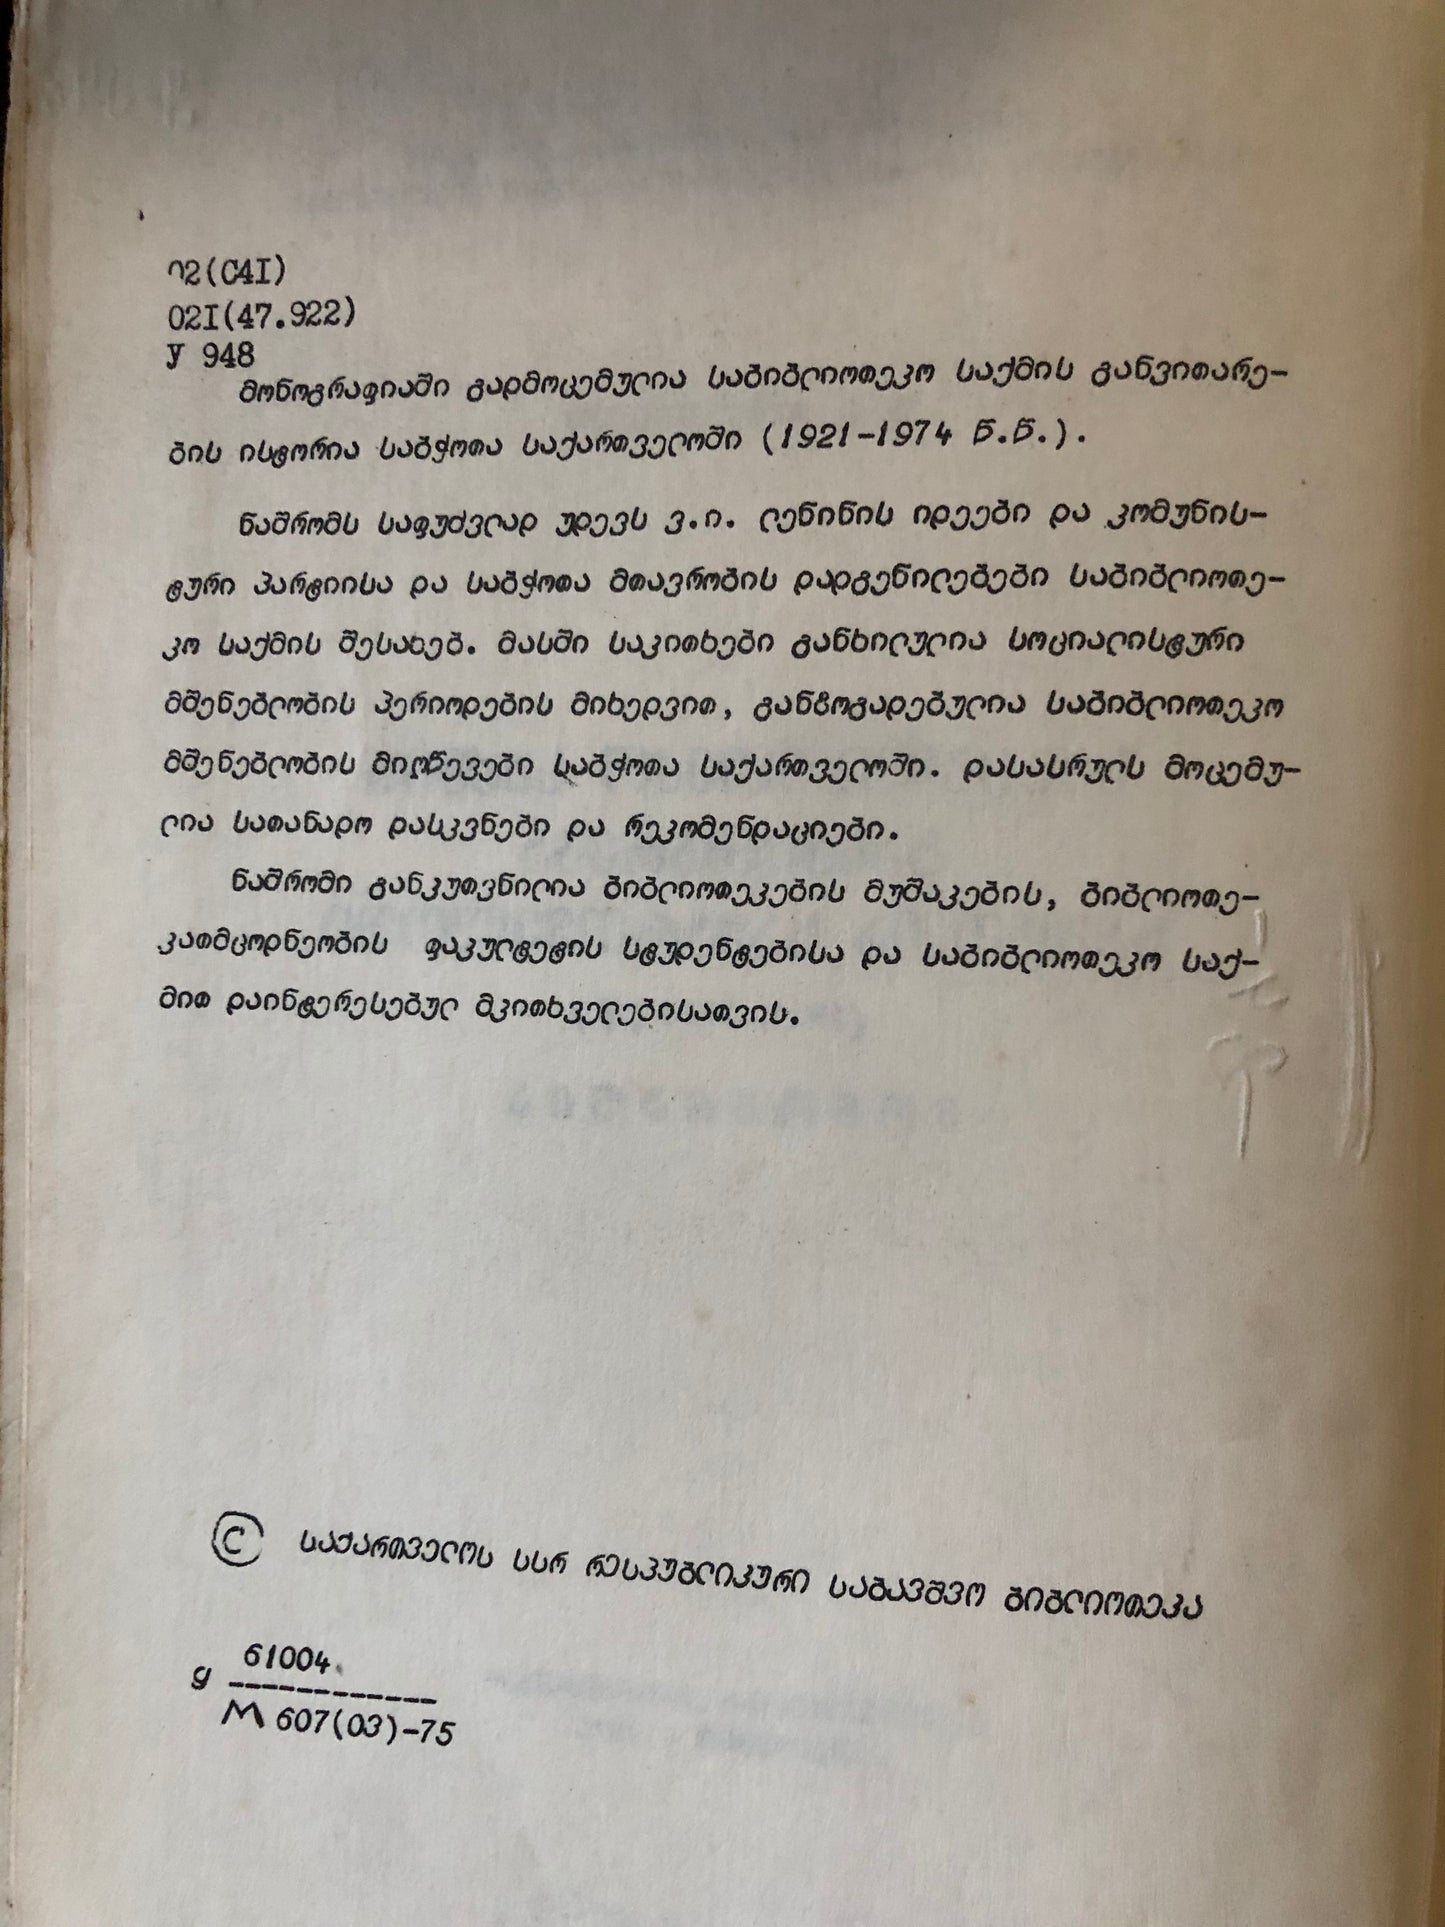 02(C4I)
02I(47.922)
У 948
მონოგრაფიაში გადმოცემულია საბიბლიოთეკო საქმის განვითარე-
ბის ისტორია საბჭოთა საქართველოში (1921-1974 წ.წ.).
ნაშრომს საფუძვლად უდევს ვ.ი. ლენინის იდეები და კომუნის-
ტური პარტიისა და საბჭოთა მთავრობის დადგენილებები საბიბლიოთე-
კო საქმის შესახებ. მასში საკითხები განხილულია სოციალისტური
მშენებლობის პერიოდების მიხედვით, განზოგადებულია საბიბლიოთეკო
მშენებლობის მიღწევები საბჭოთა საქართველოში. დასასრულს მოცემუ-
ლია სათანადო დასკვნები და რეკომენდაციები.
ნაშრომი განკუთვნილია ბიბლიოთეკების მუშაკების, ბიბლიოთე-
კათმცოდნეობის ფაკულტეტის სტუდენტებისა და საბიბლიოთეკო საქ-
მით დაინტერესებულ მკითხველებისათვის.
© საქართველოს სსრ რესპუბლიკური საბავშვო ბიბლიოთეკა
61004
M 607(03)-75